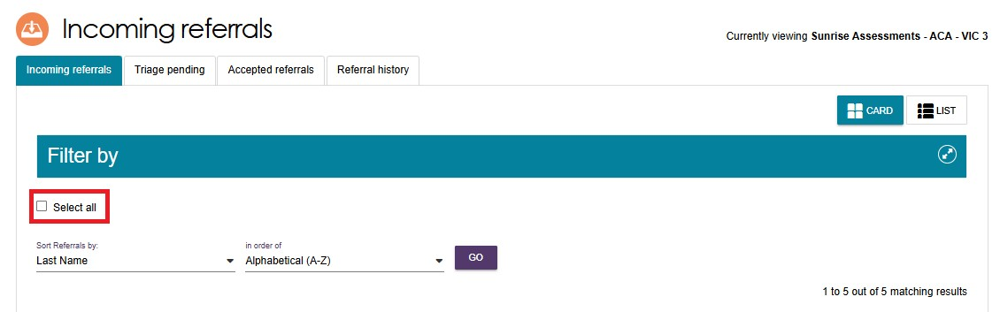 Incoming referrals
Currently viewing Sunrise Assessments - ACA - VIC 3
Incoming referrals
Triage pending
Accepted referrals
Referral history
CARD
LIST
Filter by
Select all
Sort Referrals by:
in order of
Last Name
Alphabetical (A-Z)
GO
1 to 5 out of 5 matching results